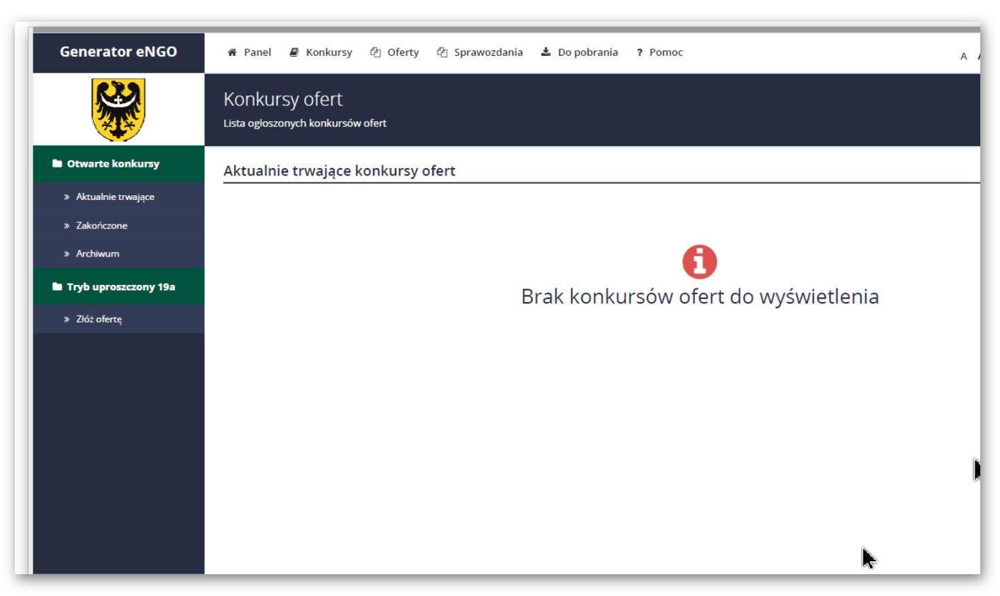 Generator eNGO
Panel
Konkursy
Oferty
Sprawozdania
Do pobrania
? Pomoc
A
Konkursy ofert
Lista ogłoszonych konkursów ofert
Otwarte konkursy
» Aktualnie trwające
» Zakończone
» Archiwum
Tryb uproszczony 19a
» Złóż ofertę
Aktualnie trwające konkursy ofert
Brak konkursów ofert do wyświetlenia